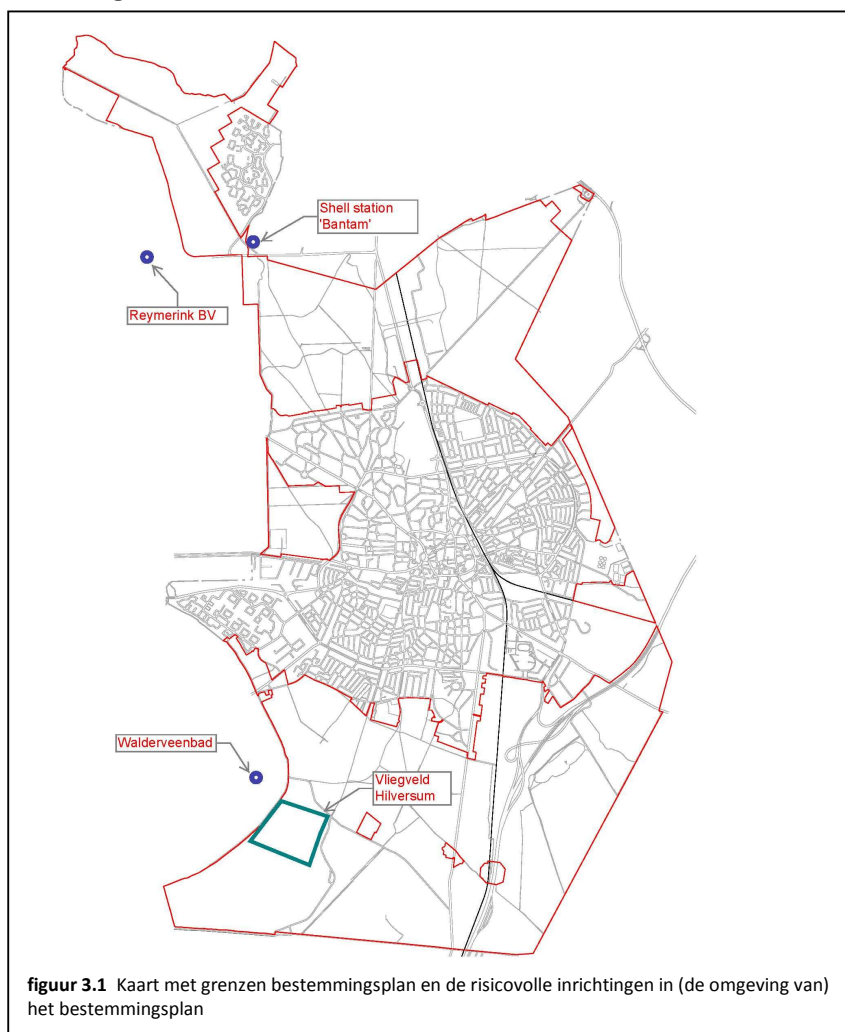 Shell station
'Bantam'
Reymerink BV
Walderveenbad
Vliegveld
Hilversum
figuur 3.1 Kaart met grenzen bestemmingsplan en de risicovolle inrichtingen in (de omgeving van)
het bestemmingsplan